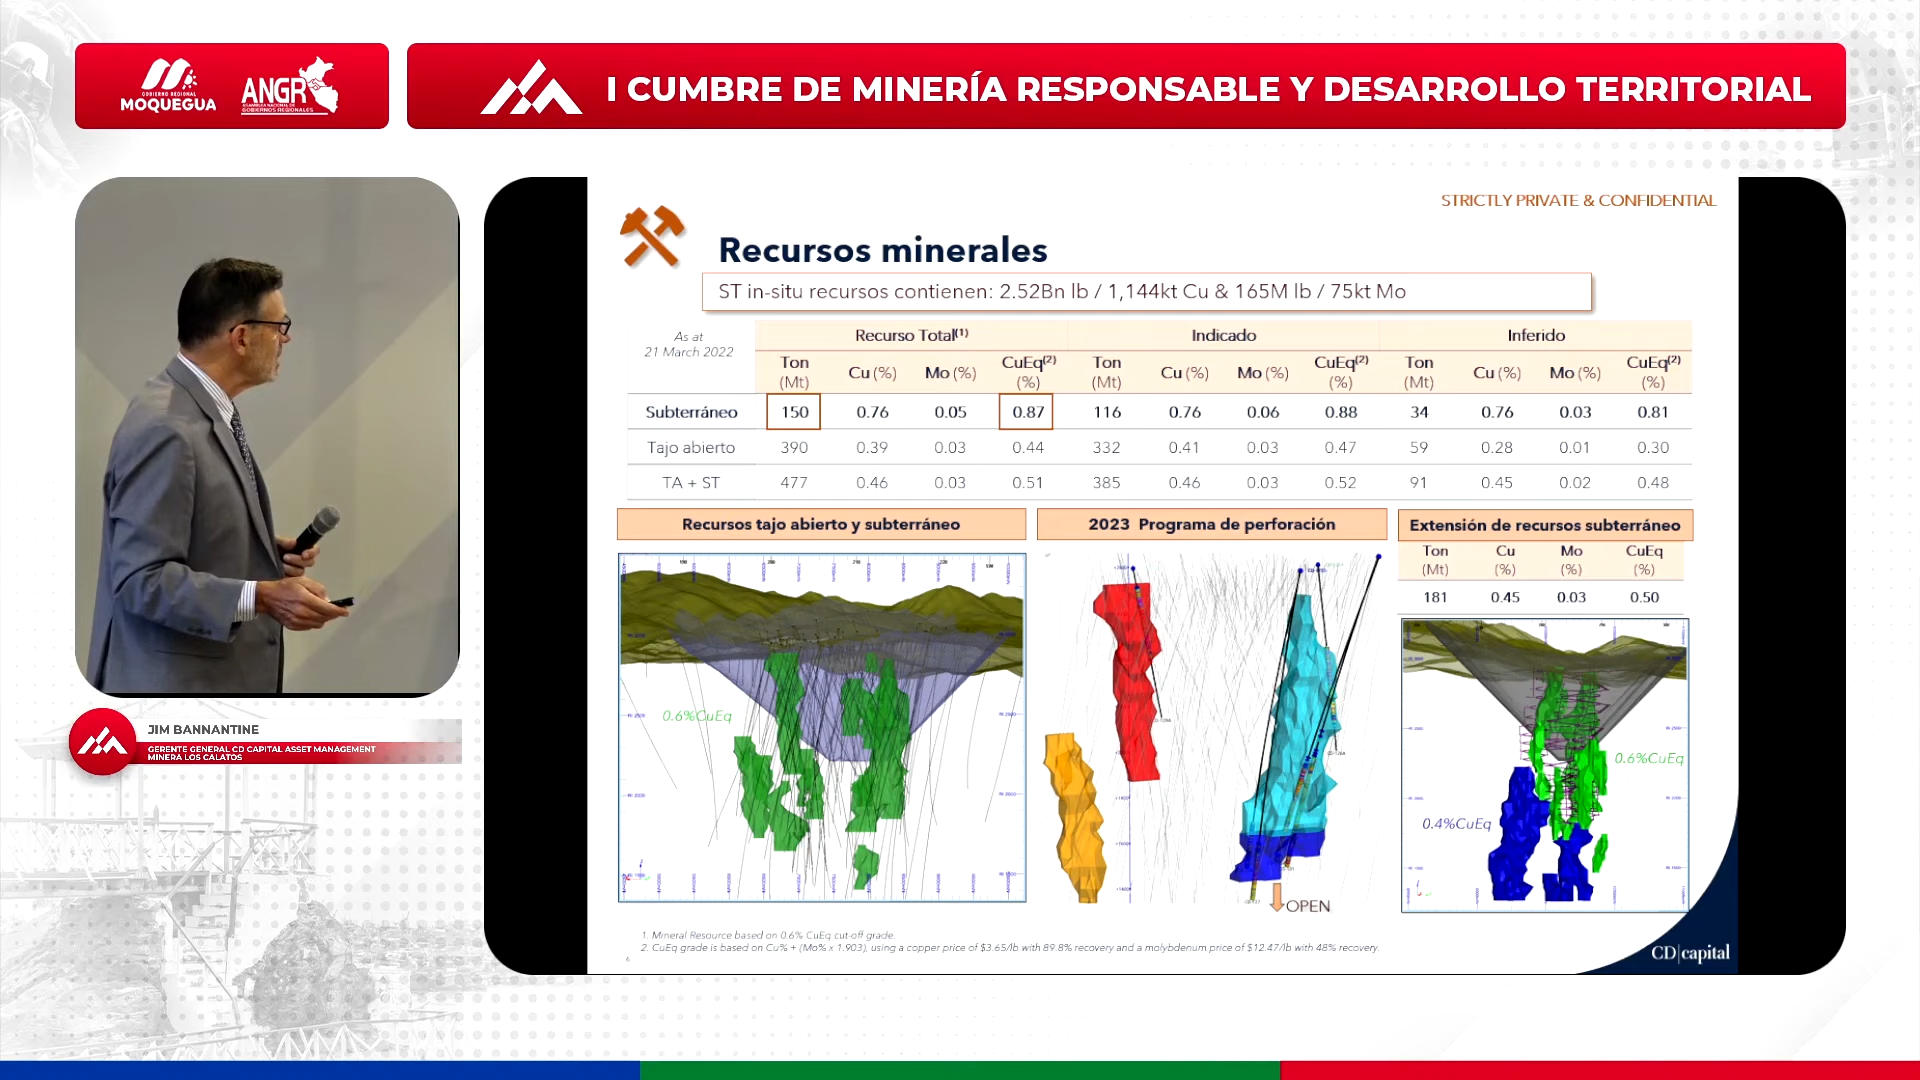 GOBIERNO REGIONAL
MOQUEGUA
ANGR
ASAMBLEA NACIONAL DE
GOBIERNOS REGIONALES
I CUMBRE DE MINERÍA RESPONSABLE Y DESARROLLO TERRITORIAL
JIM BANNANTINE
GERENTE GENERAL CD CAPITAL ASSET MANAGEMENT
MINERA LOS CALATOS
STRICTLY PRIVATE & CONFIDENTIAL
Recursos minerales
ST in-situ recursos contienen: 2.52Bn lb / 1,144kt Cu & 165M lb / 75kt Mo
As at
21 March 2022
Recurso Total(1) Indicado Inferido
Ton (Mt) Cu (%) Mo (%) CuEq(2) (%) Ton (Mt) Cu (%) Mo (%) CuEq(2) (%) Ton (Mt) Cu (%) Mo (%) CuEq(2) (%)
Subterráneo 150 0.76 0.05 0.87 116 0.76 0.06 0.88 34 0.76 0.03 0.81
Tajo abierto 390 0.39 0.03 0.44 332 0.41 0.03 0.47 59 0.28 0.01 0.30
TA + ST 477 0.46 0.03 0.51 385 0.46 0.03 0.52 91 0.45 0.02 0.48
Recursos tajo abierto y subterráneo
0.6%CuEq
2023 Programa de perforación
OPEN
Extensión de recursos subterráneo
Ton (Mt) Cu (%) Mo (%) CuEq (%)
181 0.45 0.03 0.50
0.6%CuEq
0.4%CuEq
1. Mineral Resource based on 0.6% CuEq cut-off grade.
2. CuEq grade is based on Cu% + (Mo% x 1.903), using a copper price of $3.65/lb with 89.8% recovery and a molybdenum price of $12.47/lb with 48% recovery.
CD|capital